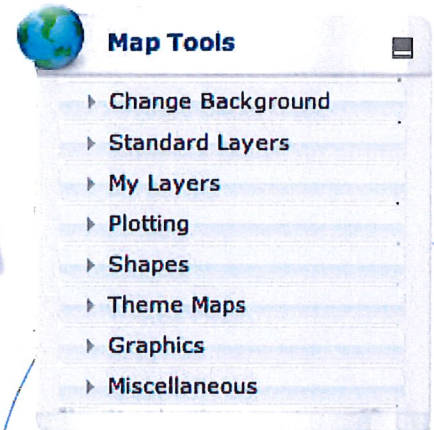 Map Tools
Change Background
Standard Layers
My Layers
Plotting
Shapes
Theme Maps
Graphics
Miscellaneous